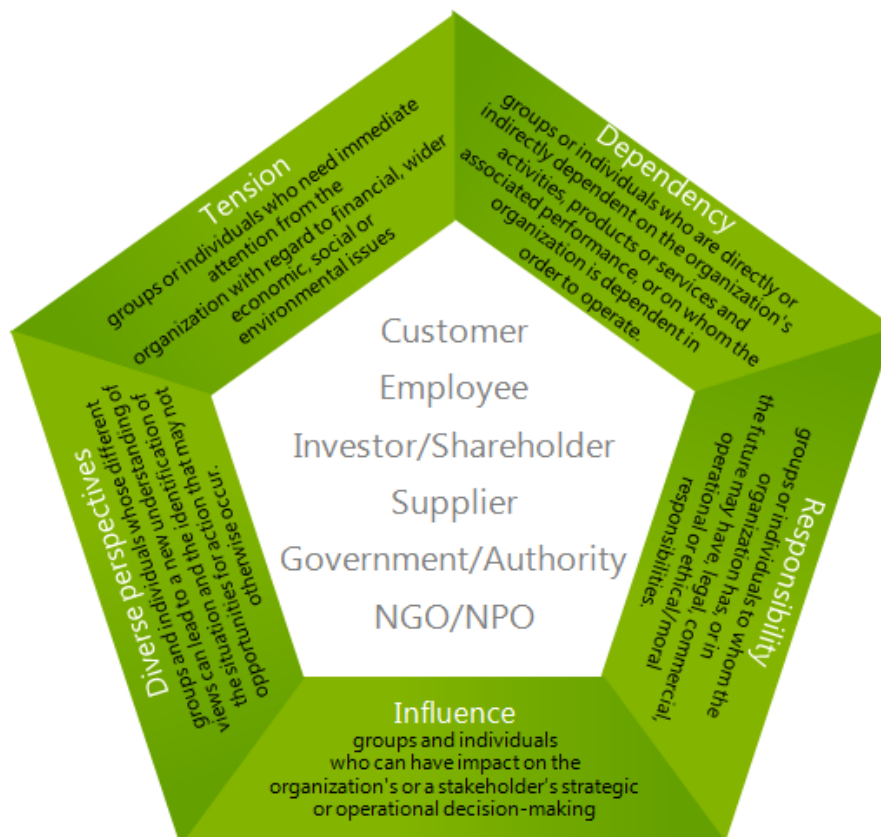 Tension
groups or individuals who need immediate
attention from the
organization with regard to financial, wider
economic, social or
environmental issues
Dependency
groups or individuals who are directly or
indirectly dependent on the organization's
activities, products or services and
associated performance, or on whom the
organization is dependent in
order to operate.
Responsibility
groups or individuals to whom the
organization has, or in
the future may have, legal, commercial,
operational or ethical/moral
responsibilities.
Influence
groups and individuals
who can have impact on the
organization's or a stakeholder's strategic
or operational decision-making
Diverse perspectives
groups and individuals whose different
views can lead to a new understanding of
the situation and the identification of
opportunities for action that may not
otherwise occur.
Customer
Employee
Investor/Shareholder
Supplier
Government/Authority
NGO/NPO